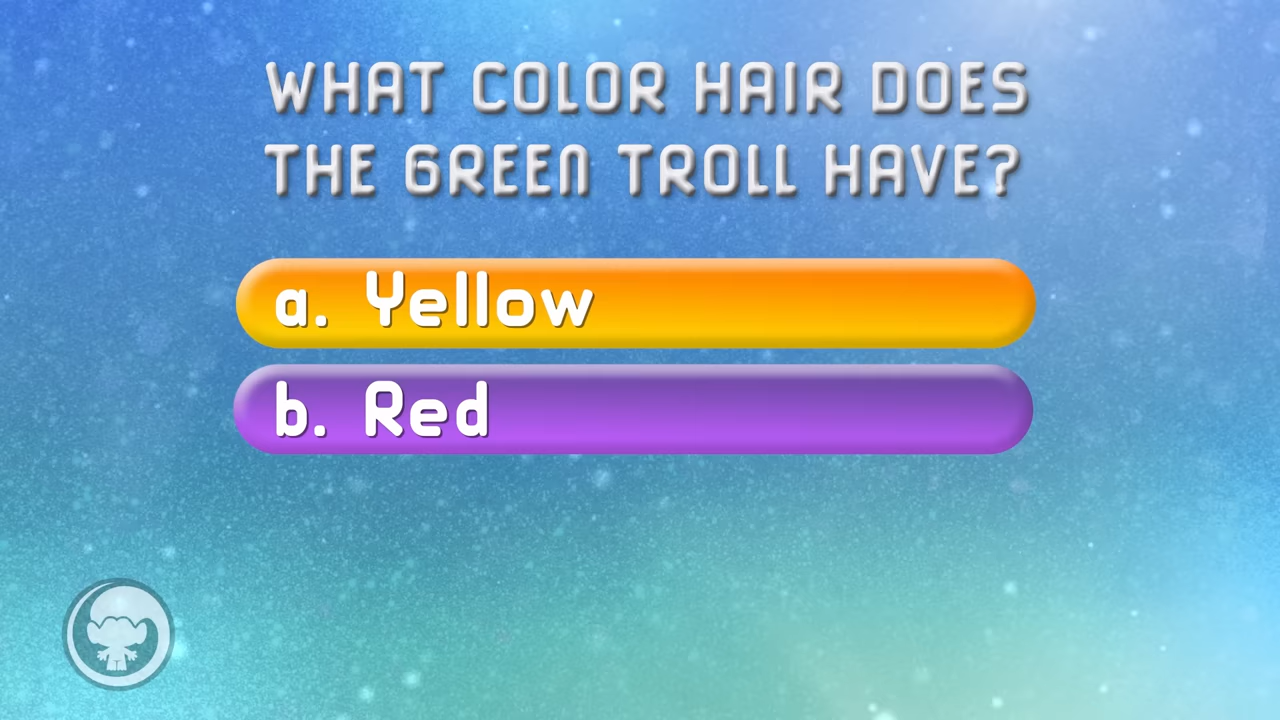 WHAT COLOR HAIR DOES
THE GREEN TROLL HAVE?
a. Yellow
b. Red